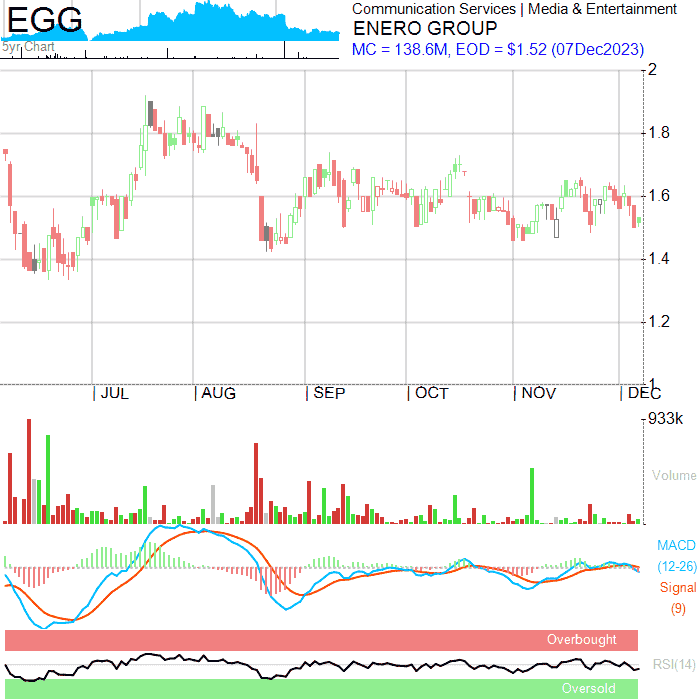 EGG
5yr Chart
Communication Services | Media & Entertainment
ENERO GROUP
MC = 138.6M, EOD = $1.52 (07Dec2023)
2
1.8
1.6
1.4
1.2
1
JUL AUG SEP OCT NOV DEC
933k
Volume
MACD
(12-26)
Signal
(9)
Overbought
RSI(14)
Oversold